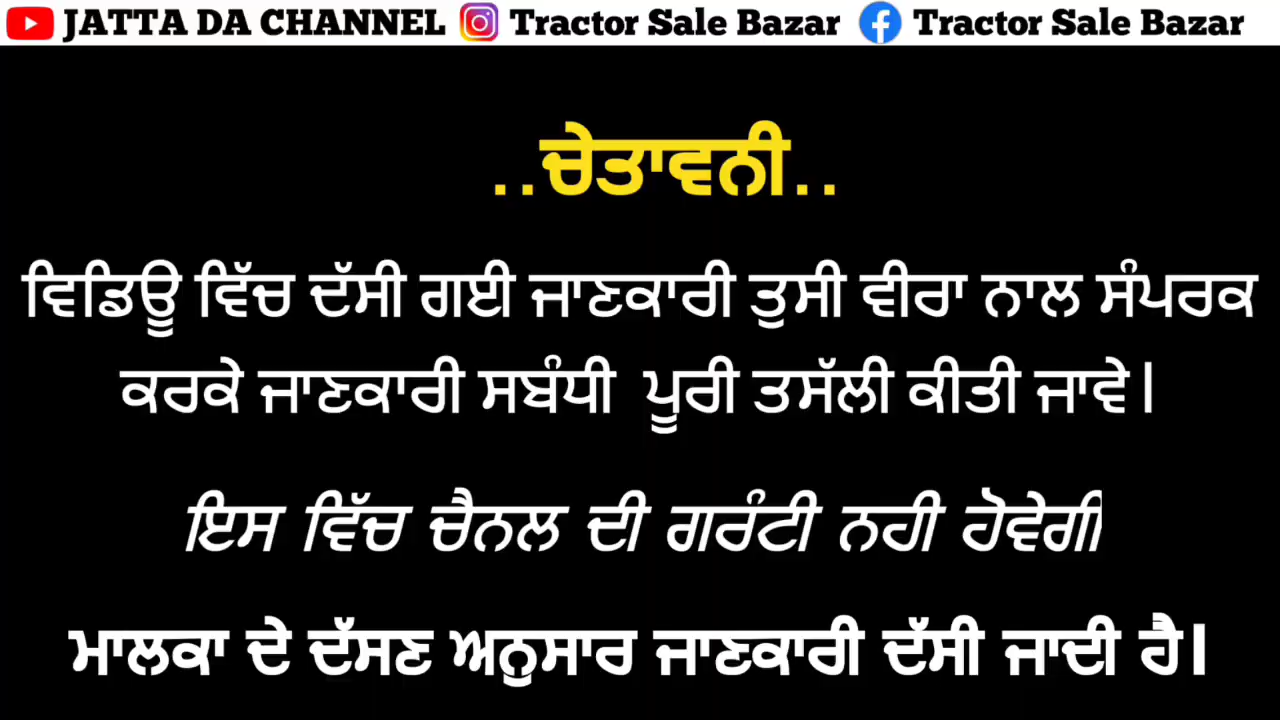 JATTA DA CHANNEL Tractor Sale Bazar Tractor Sale Bazar
..ਚੇਤਾਵਨੀ..
ਵਿਡਿਊ ਵਿੱਚ ਦੱਸੀ ਗਈ ਜਾਣਕਾਰੀ ਤੁਸੀ ਵੀਰਾ ਨਾਲ ਸੰਪਰਕ
ਕਰਕੇ ਜਾਣਕਾਰੀ ਸਬੰਧੀ ਪੂਰੀ ਤਸੱਲੀ ਕੀਤੀ ਜਾਵੇ।
ਇਸ ਵਿੱਚ ਚੈਨਲ ਦੀ ਗਰੰਟੀ ਨਹੀ ਹੋਵੇਗੀ
ਮਾਲਕਾ ਦੇ ਦੱਸਣ ਅਨੁਸਾਰ ਜਾਣਕਾਰੀ ਦੱਸੀ ਜਾਦੀ ਹੈ।